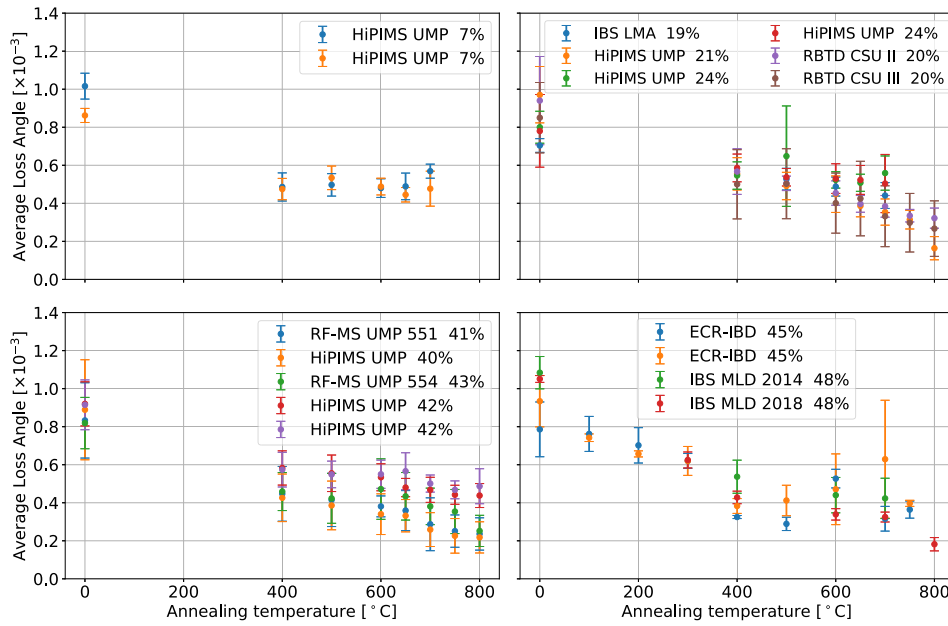 1.4
1.2
1.0
0.8
0.6
0.4
0.2
0.0
Average Loss Angle [×10⁻³]
HiPIMS UMP 7%
HiPIMS UMP 7%
IBS LMA 19%
HiPIMS UMP 21%
HiPIMS UMP 24%
HiPIMS UMP 24%
RBTD CSU II 20%
RBTD CSU III 20%
1.4
1.2
1.0
0.8
0.6
0.4
0.2
0.0
Average Loss Angle [×10⁻³]
RF-MS UMP 551 41%
HiPIMS UMP 40%
RF-MS UMP 554 43%
HiPIMS UMP 42%
HiPIMS UMP 42%
ECR-IBD 45%
ECR-IBD 45%
IBS MLD 2014 48%
IBS MLD 2018 48%
0 200 400 600 800
Annealing temperature [°C]
0 200 400 600 800
Annealing temperature [°C]